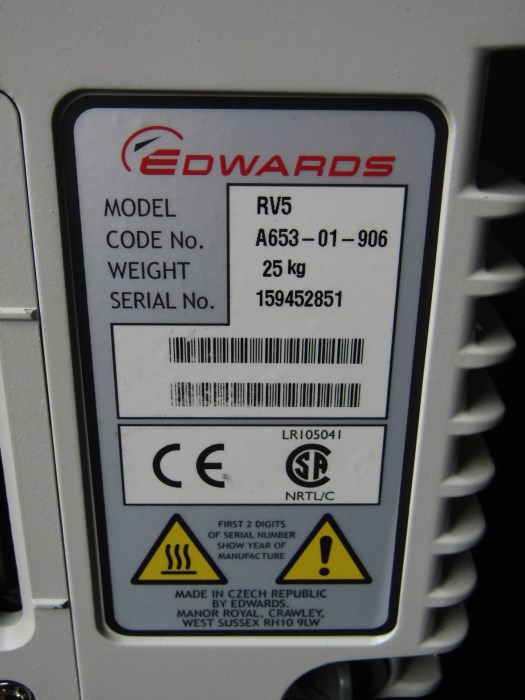 EDWARDS
MODEL RV5
CODE No. A653-01-906
WEIGHT 25 kg
SERIAL No. 159452851
CE
LR105041
SA
NRTL/C
FIRST 2 DIGITS
OF SERIAL NUMBER
SHOW YEAR OF
MANUFACTURE
!
MADE IN CZECH REPUBLIC
BY EDWARDS.
MANOR ROYAL, CRAWLEY,
WEST SUSSEX RH10 9LW